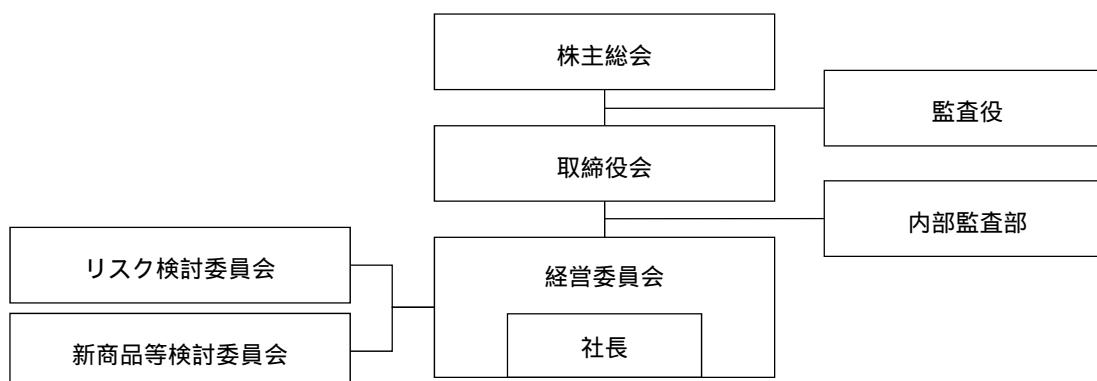 株主総会
監査役
取締役会
内部監査部
リスク検討委員会
経営委員会
新商品等検討委員会
社長